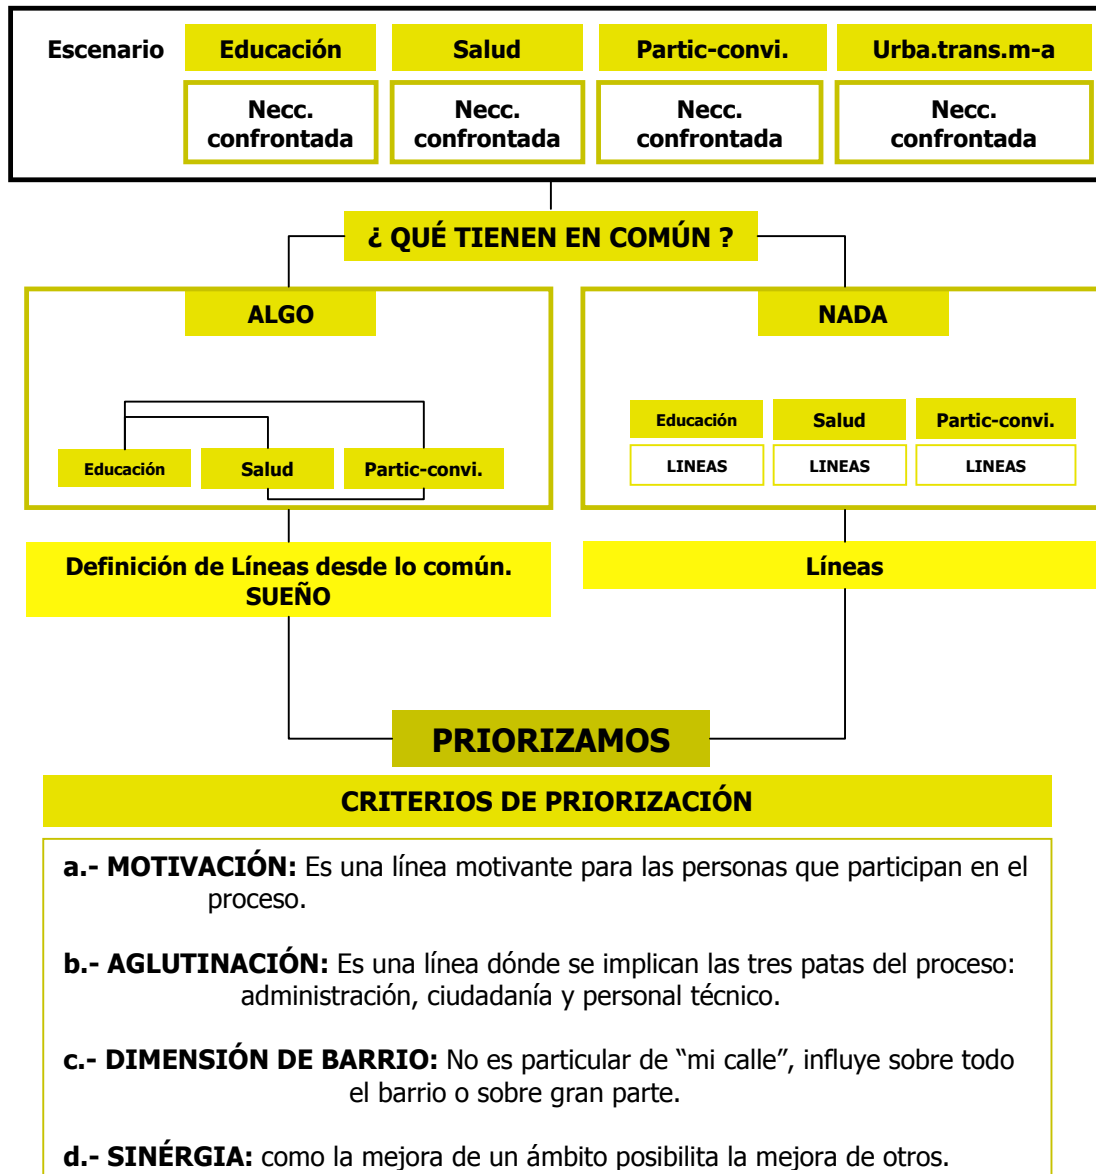 Escenario Educación Salud Partic-convi. Urba.trans.m-a
Necc. Necc. Necc. Necc.
confrontada confrontada confrontada confrontada
¿ QUÉ TIENEN EN COMÚN ?
ALGO
NADA
Educación Salud Partic-convi.
Educación Salud Partic-convi.
LINEAS LINEAS LINEAS
Definición de Líneas desde lo común.
SUEÑO
Líneas
PRIORIZAMOS
CRITERIOS DE PRIORIZACIÓN
a.- MOTIVACIÓN: Es una línea motivante para las personas que participan en el
proceso.
b.- AGLUTINACIÓN: Es una línea dónde se implican las tres patas del proceso:
administración, ciudadanía y personal técnico.
c.- DIMENSIÓN DE BARRIO: No es particular de “mi calle”, influye sobre todo
el barrio o sobre gran parte.
d.- SINÉRGIA: como la mejora de un ámbito posibilita la mejora de otros.